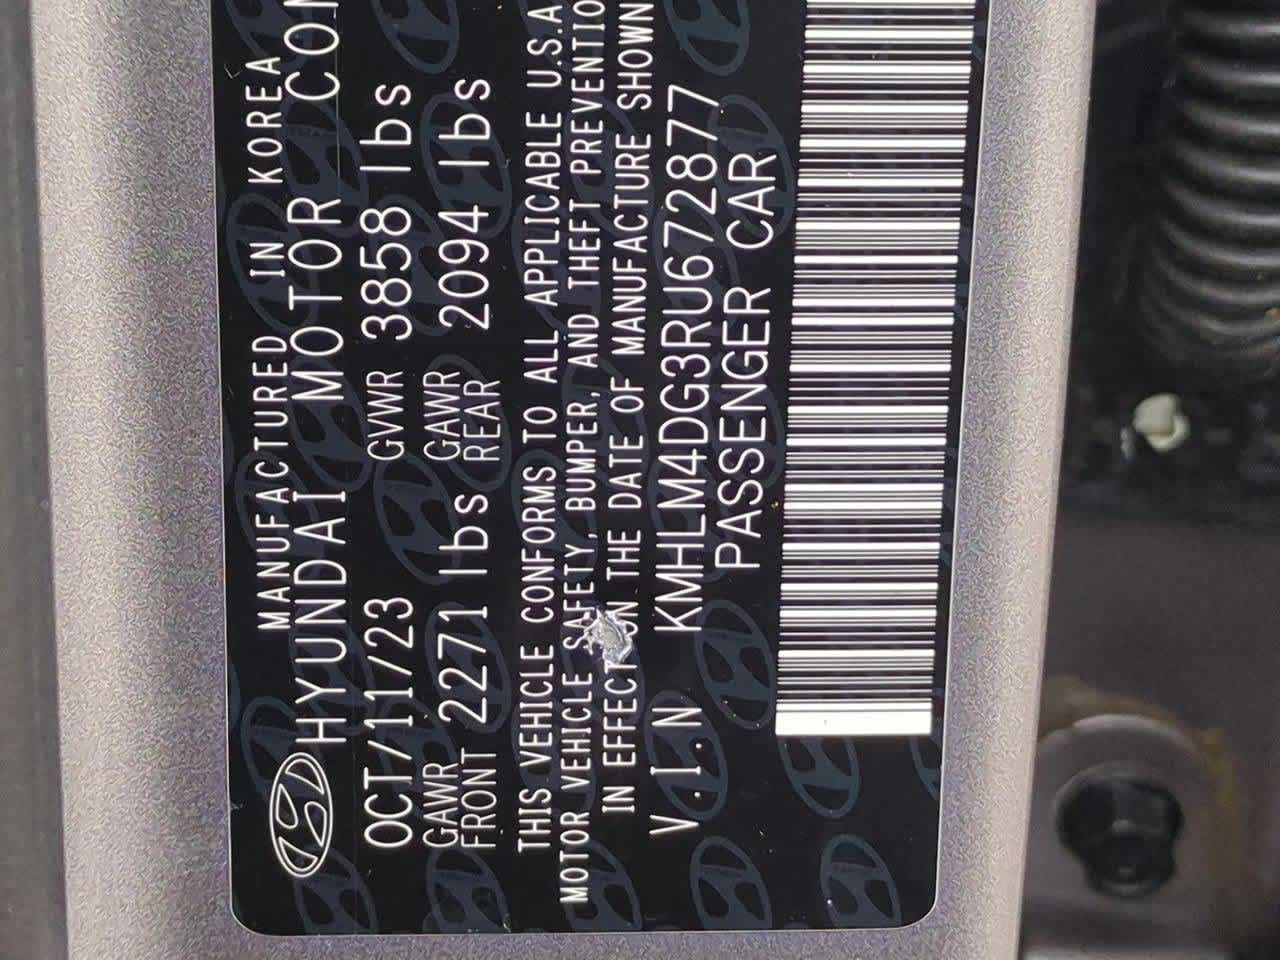 MANUFACTURED IN KOREA
HYUNDAI MOTOR
OCT/11/23 GVWR 3858 lbs
GAWR FRONT 2271 lbs GAWR REAR 2094 lbs
THIS VEHICLE CONFORMS TO ALL APPLICABLE U.S.A
MOTOR VEHICLE SAFETY, BUMPER, AND THEFT PREVENTIO
IN EFFECT ON THE DATE OF MANUFACTURE SHOWN
V.I.N KMHLM4DG3RU672877
PASSENGER CAR